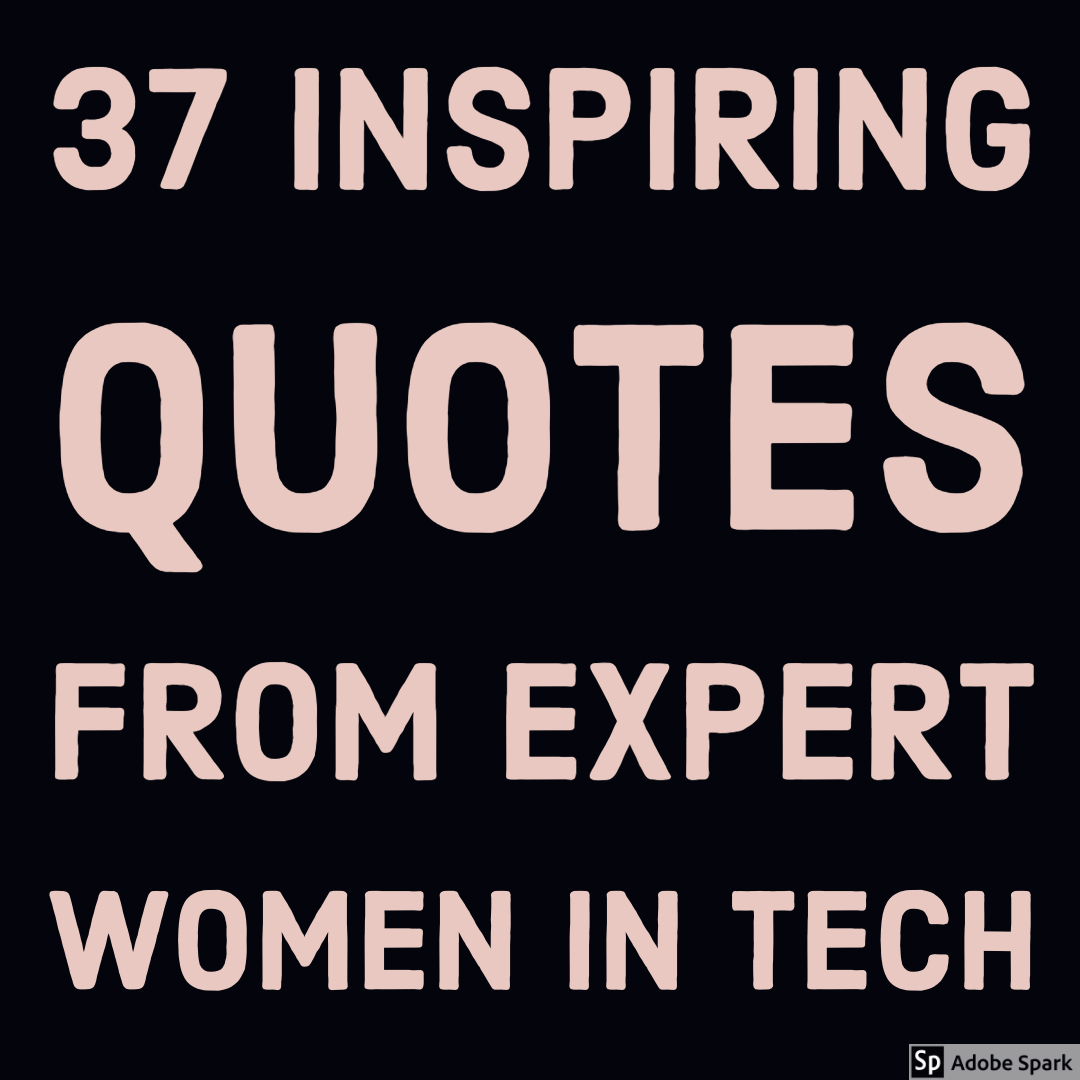 37 INSPIRING
QUOTES
FROM EXPERT
WOMEN IN TECH
Sp Adobe Spark